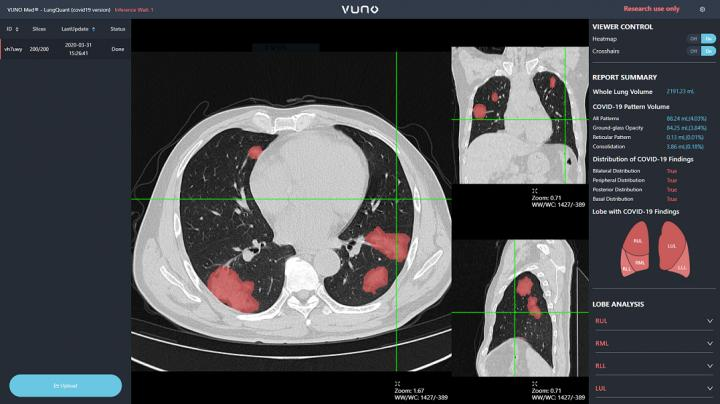 VUNO Med® - LungQuant (covid19 version)
Inference Wait: 1
VUNO
Research use only
ID Slices LastUpdate Status
vh7uwy 200/200 2020-03-31 15:26:41 Done
Upload
Zoom: 1.67
WW/WC: 1427/-389
Zoom: 0.71
WW/WC: 1427/-389
Zoom: 0.71
WW/WC: 1427/-389
VIEWER CONTROL
Heatmap Off On
Crosshairs Off On
REPORT SUMMARY
Whole Lung Volume 2191.23 mL
COVID-19 Pattern Volume
All Patterns 88.24 mL(4.03%)
Ground-glass Opacity 84.25 mL(3.84%)
Reticular Pattern 0.13 mL(0.01%)
Consolidation 3.86 mL(0.18%)
Distribution of COVID-19 Findings
Bilateral Distribution True
Peripheral Distribution True
Posterior Distribution True
Basal Distribution True
Lobe with COVID-19 Findings
RUL
LUL
RML
RLL
LLL
LOBE ANALYSIS
RUL
RML
RLL
LUL